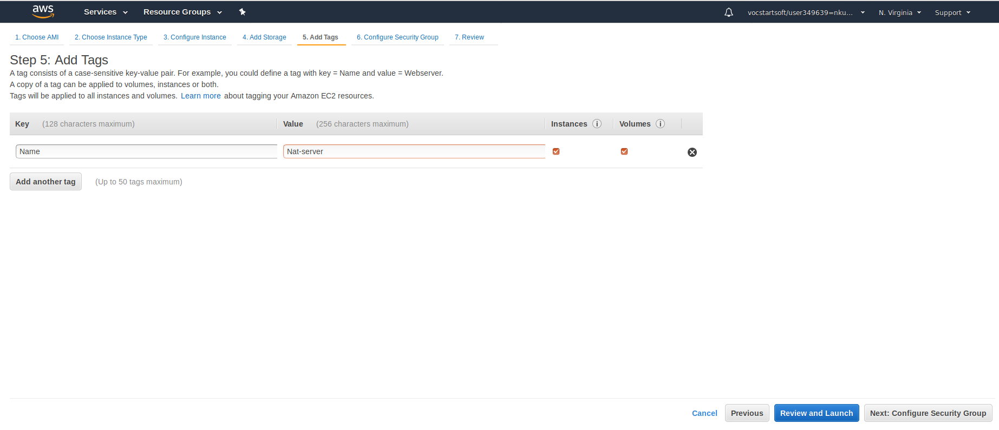 aws Services Resource Groups vocstartsoft/user349639=nku... N. Virginia Support
1. Choose AMI 2. Choose Instance Type 3. Configure Instance 4. Add Storage 5. Add Tags 6. Configure Security Group 7. Review
Step 5: Add Tags
A tag consists of a case-sensitive key-value pair. For example, you could define a tag with key = Name and value = Webserver.
A copy of a tag can be applied to volumes, instances or both.
Tags will be applied to all instances and volumes. Learn more about tagging your Amazon EC2 resources.
Key (128 characters maximum) Value (256 characters maximum) Instances i Volumes i
Name Nat-server
Add another tag (Up to 50 tags maximum)
Cancel Previous Review and Launch Next: Configure Security Group